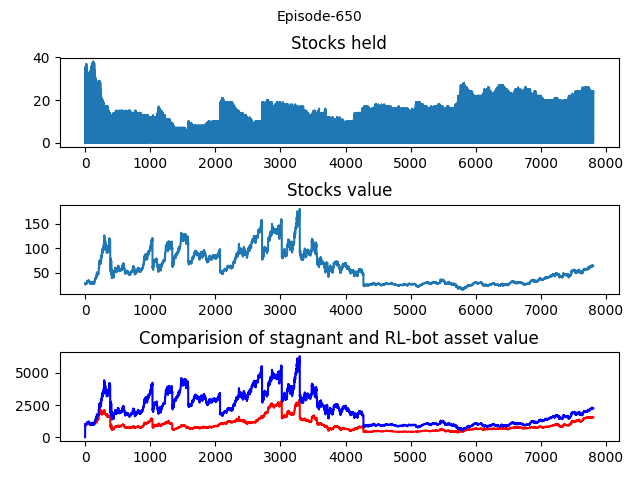 Episode-650
Stocks held
40
20
0
0 1000 2000 3000 4000 5000 6000 7000 8000
Stocks value
150
100
50
0 1000 2000 3000 4000 5000 6000 7000 8000
Comparision of stagnant and RL-bot asset value
5000
2500
0
0 1000 2000 3000 4000 5000 6000 7000 8000